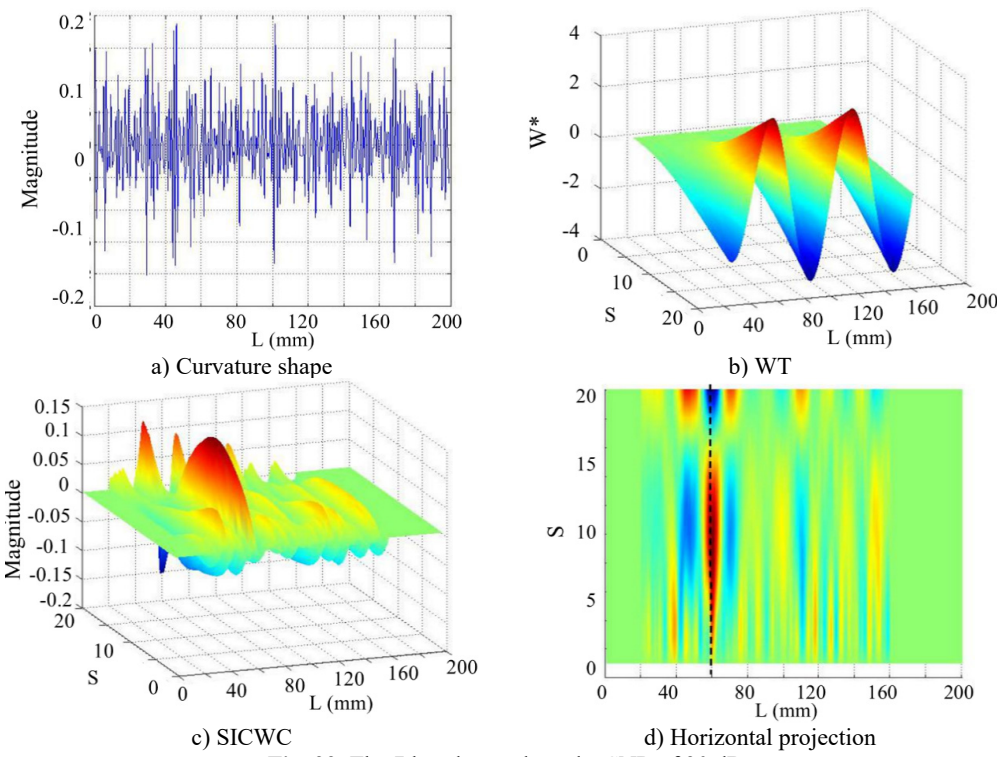 0.2
0.1
0
-0.1
-0.2
Magnitude
0 40 80 120 160 200
L (mm)
a) Curvature shape
4
2
0
-2
-4
W*
0
10
20
S
0 40 80 120 160 200
L (mm)
b) WT
0.15
0.1
0.05
0
-0.05
-0.1
-0.15
-0.2
Magnitude
20
10
0
S
0 40 80 120 160 200
L (mm)
c) SICWC
20
15
10
5
0
S
0 40 80 120 160 200
L (mm)
d) Horizontal projection